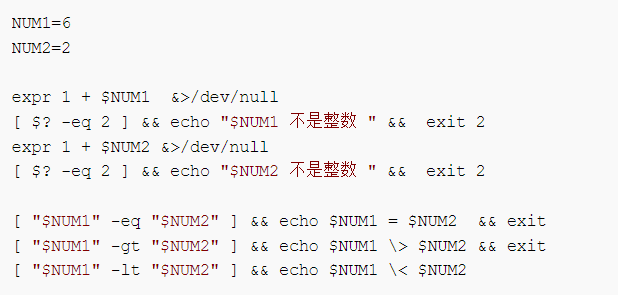 NUM1=6
NUM2=2
expr 1 + $NUM1  &>/dev/null
[ $? -eq 2 ] && echo "$NUM1 不是整数 " &&  exit 2
expr 1 + $NUM2 &>/dev/null
[ $? -eq 2 ] && echo "$NUM2 不是整数 " &&  exit 2
[ "$NUM1" -eq "$NUM2" ] && echo $NUM1 = $NUM2  && exit
[ "$NUM1" -gt "$NUM2" ] && echo $NUM1 \> $NUM2 && exit
[ "$NUM1" -lt "$NUM2" ] && echo $NUM1 \< $NUM2